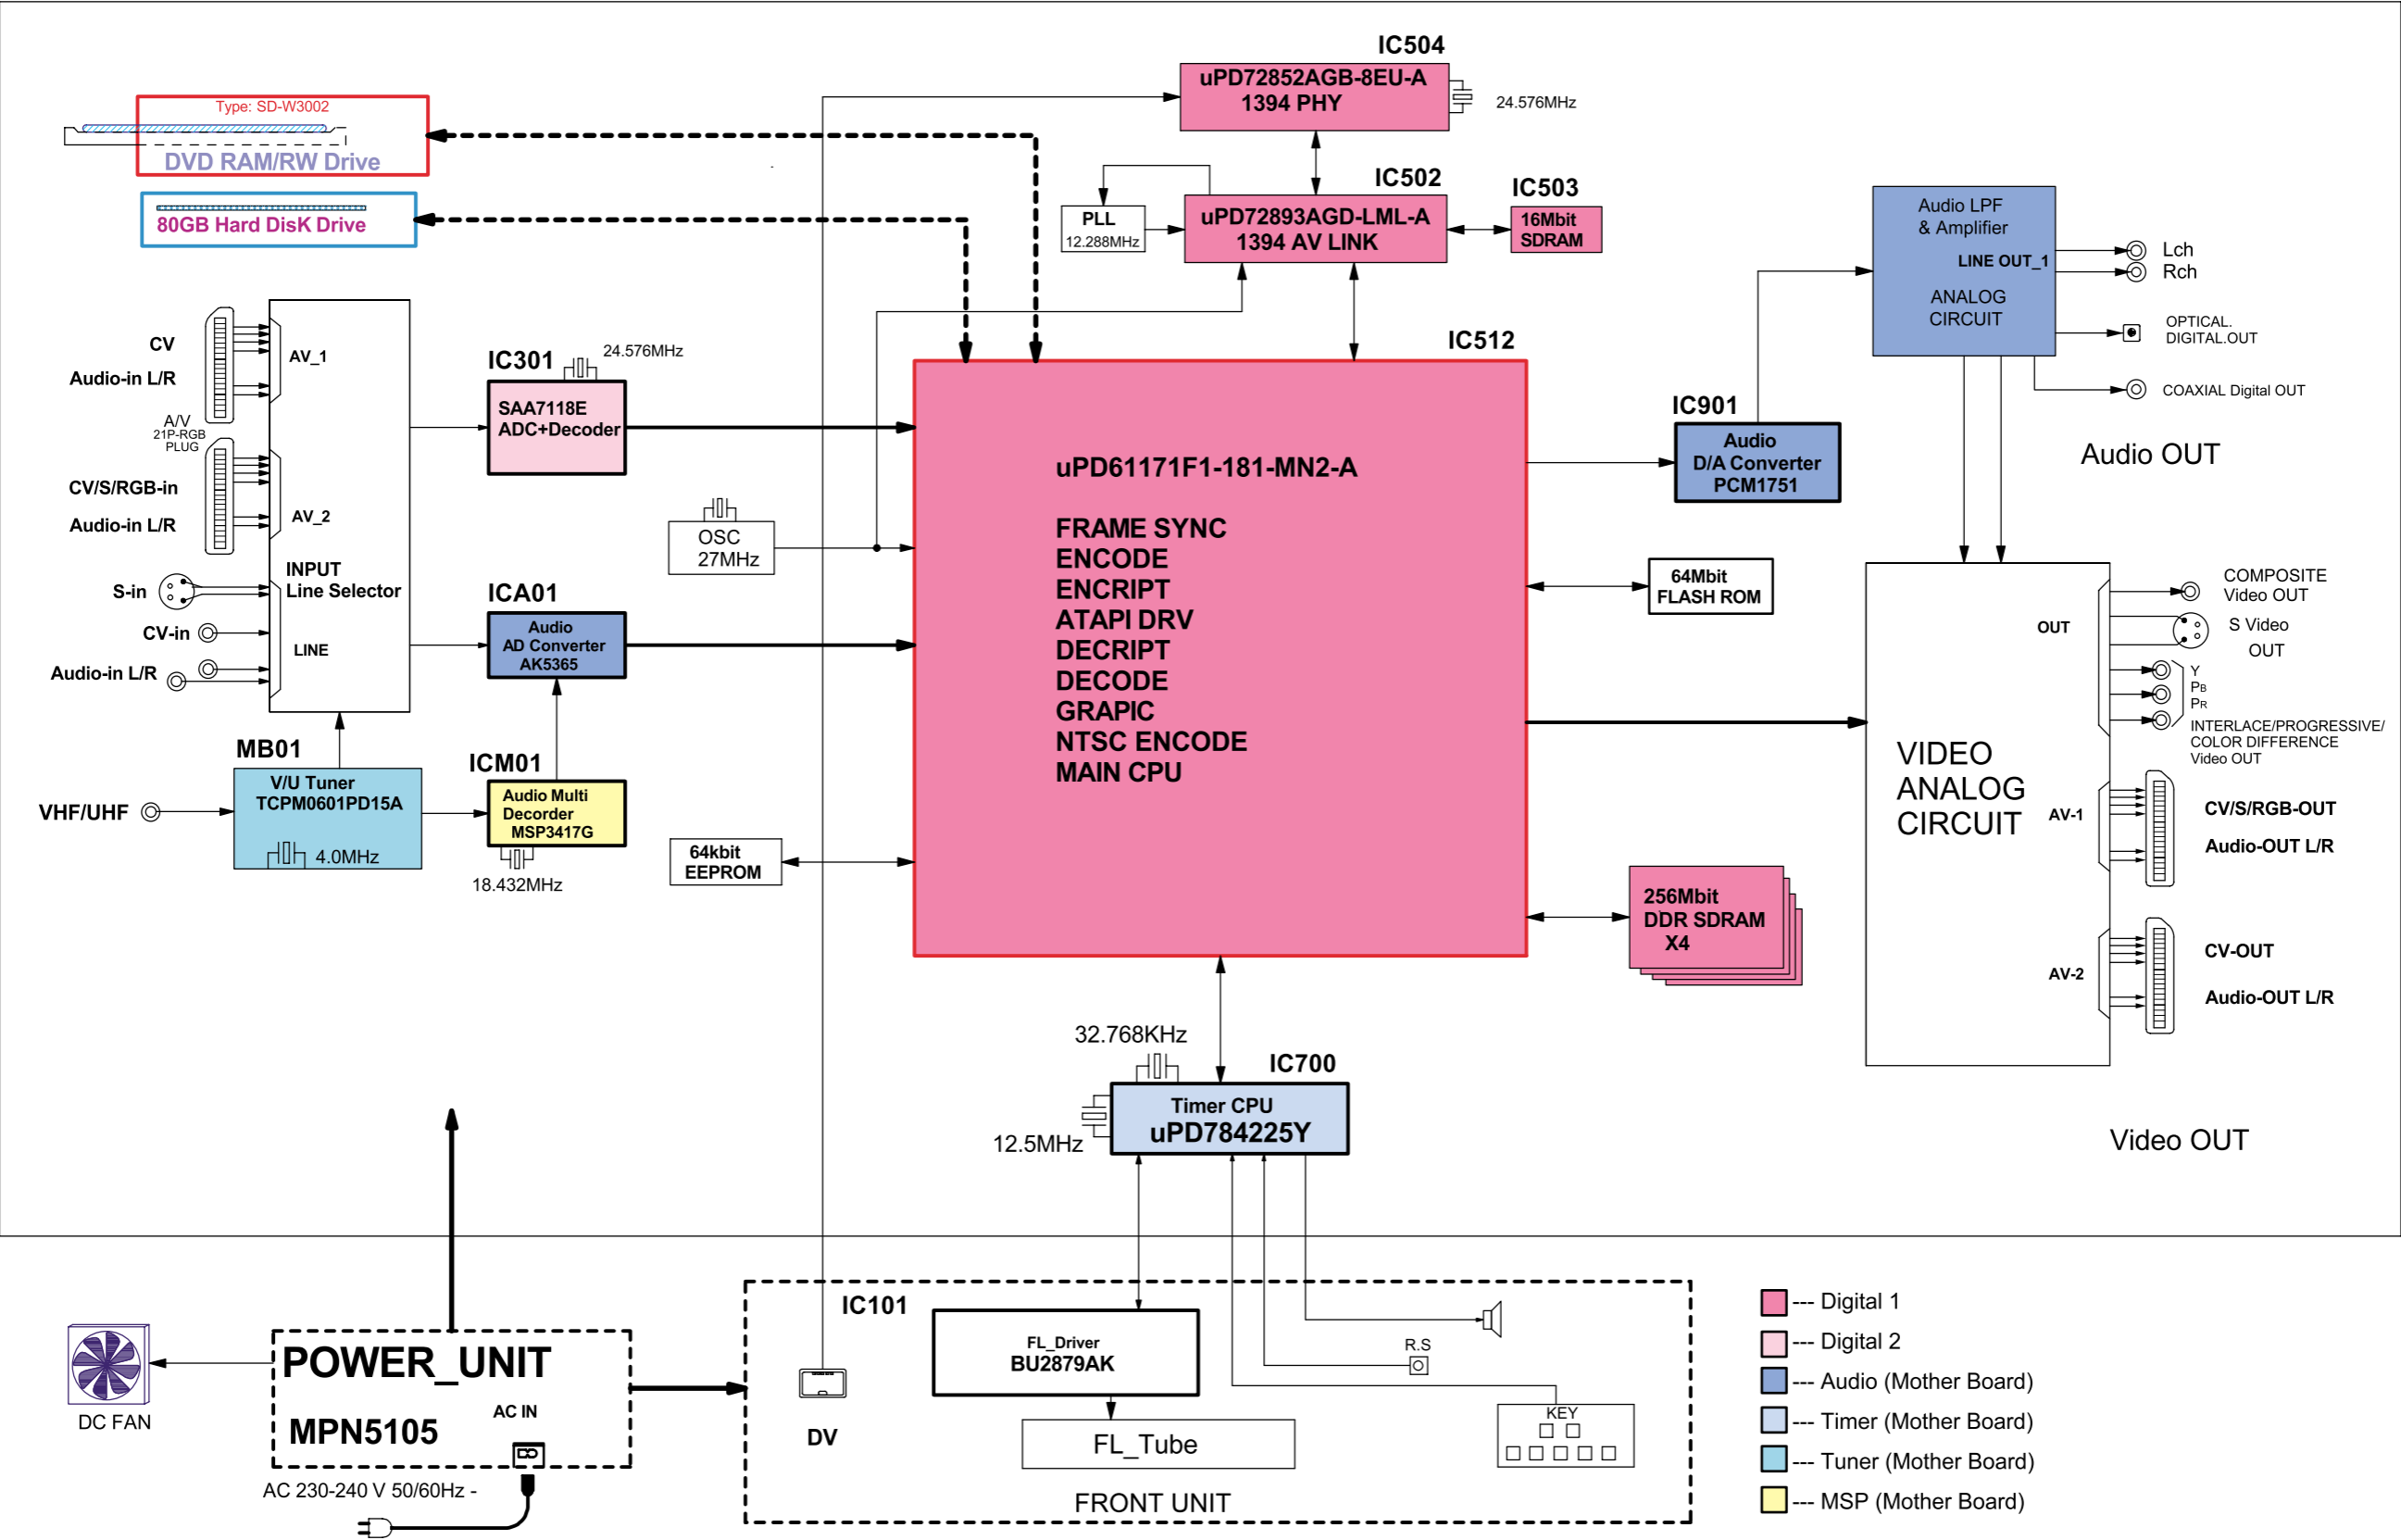 IC504
uPD72852AGB-8EU-A
1394 PHY
24.576MHz
Type: SD-W3002
DVD RAM/RW Drive
80GB Hard DisK Drive
IC502
uPD72893AGD-LML-A
1394 AV LINK
PLL
12.288MHz
IC503
16Mbit
SDRAM
Audio LPF
& Amplifier
LINE OUT_1
ANALOG
CIRCUIT
Lch
Rch
OPTICAL.
DIGITAL.OUT
COAXIAL Digital OUT
Audio OUT
CV
Audio-in L/R
A/V
21P-RGB
PLUG
CV/S/RGB-in
Audio-in L/R
S-in
CV-in
Audio-in L/R
AV_1
AV_2
INPUT
Line Selector
LINE
IC301
24.576MHz
SAA7118E
ADC+Decoder
OSC
27MHz
ICA01
Audio
AD Converter
AK5365
MB01
V/U Tuner
TCPM0601PD15A
4.0MHz
VHF/UHF
ICM01
Audio Multi
Decorder
MSP3417G
18.432MHz
64kbit
EEPROM
IC512
uPD61171F1-181-MN2-A
FRAME SYNC
ENCODE
ENCRIPT
ATAPI DRV
DECRIPT
DECODE
GRAPIC
NTSC ENCODE
MAIN CPU
IC901
Audio
D/A Converter
PCM1751
64Mbit
FLASH ROM
256Mbit
DDR SDRAM
X4
VIDEO
ANALOG
CIRCUIT
OUT
AV-1
AV-2
COMPOSITE
Video OUT
S Video
OUT
Y
PB
PR
INTERLACE/PROGRESSIVE/
COLOR DIFFERENCE
Video OUT
CV/S/RGB-OUT
Audio-OUT L/R
CV-OUT
Audio-OUT L/R
Video OUT
32.768KHz
IC700
Timer CPU
uPD784225Y
12.5MHz
DC FAN
POWER_UNIT
MPN5105
AC IN
AC 230-240 V 50/60Hz -
IC101
FL_Driver
BU2879AK
FL_Tube
DV
R.S
KEY
FRONT UNIT
--- Digital 1
--- Digital 2
--- Audio (Mother Board)
--- Timer (Mother Board)
--- Tuner (Mother Board)
--- MSP (Mother Board)